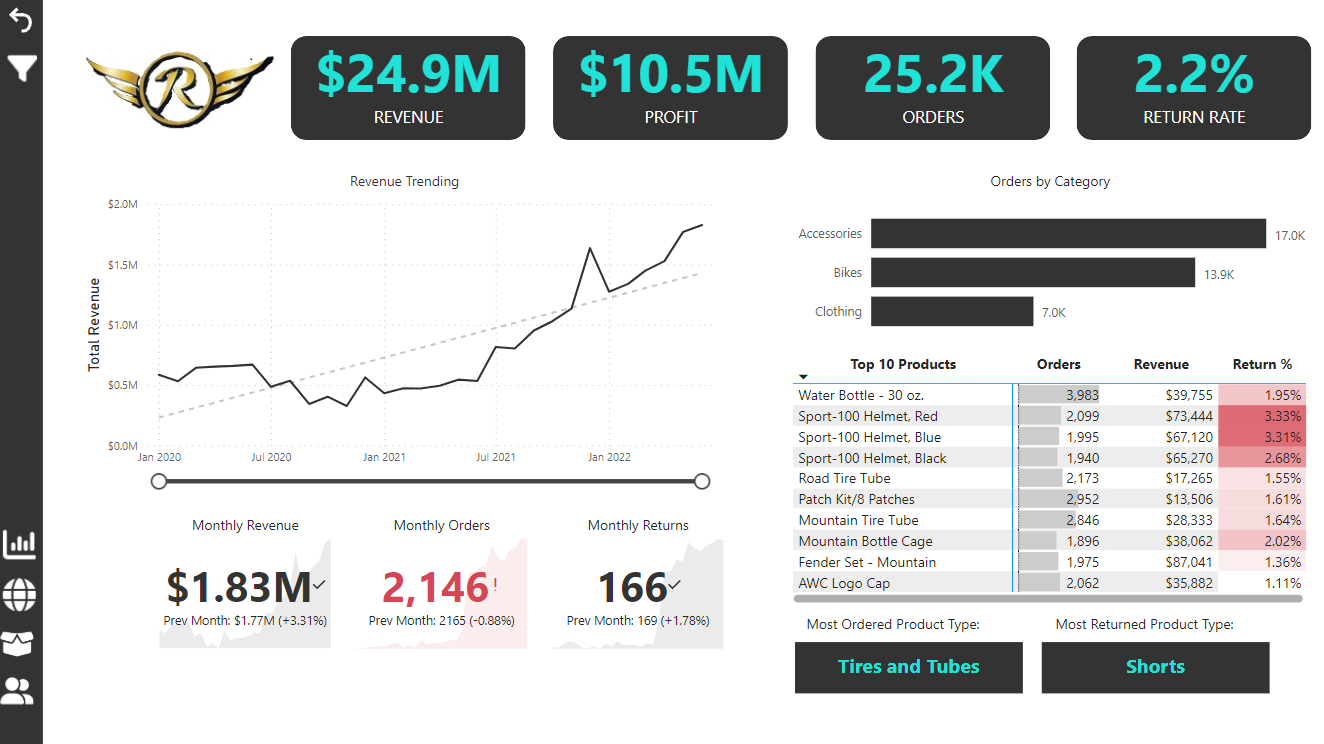 R
$24.9M
REVENUE
$10.5M
PROFIT
25.2K
ORDERS
2.2%
RETURN RATE
Revenue Trending
Total Revenue
$2.0M
$1.5M
$1.0M
$0.5M
$0.0M
Jan 2020 Jul 2020 Jan 2021 Jul 2021 Jan 2022
Orders by Category
Accessories 17.0K
Bikes 13.9K
Clothing 7.0K
Top 10 Products Orders Revenue Return %
Water Bottle - 30 oz. 3,983 $39,755 1.95%
Sport-100 Helmet, Red 2,099 $73,444 3.33%
Sport-100 Helmet, Blue 1,995 $67,120 3.31%
Sport-100 Helmet, Black 1,940 $65,270 2.68%
Road Tire Tube 2,173 $17,265 1.55%
Patch Kit/8 Patches 2,952 $13,506 1.61%
Mountain Tire Tube 2,846 $28,333 1.64%
Mountain Bottle Cage 1,896 $38,062 2.02%
Fender Set - Mountain 1,975 $87,041 1.36%
AWC Logo Cap 2,062 $35,882 1.11%
Monthly Revenue
$1.83M
Prev Month: $1.77M (+3.31%)
Monthly Orders
2,146!
Prev Month: 2165 (-0.88%)
Monthly Returns
166
Prev Month: 169 (+1.78%)
Most Ordered Product Type:
Tires and Tubes
Most Returned Product Type:
Shorts